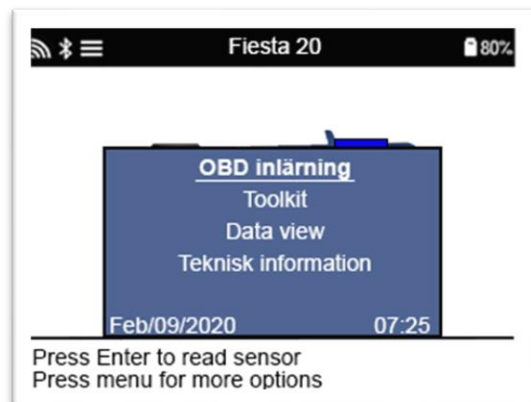 Fiesta 20
80%
OBD inlärning
Toolkit
Data view
Teknisk information
Feb/09/2020 07:25
Press Enter to read sensor
Press menu for more options